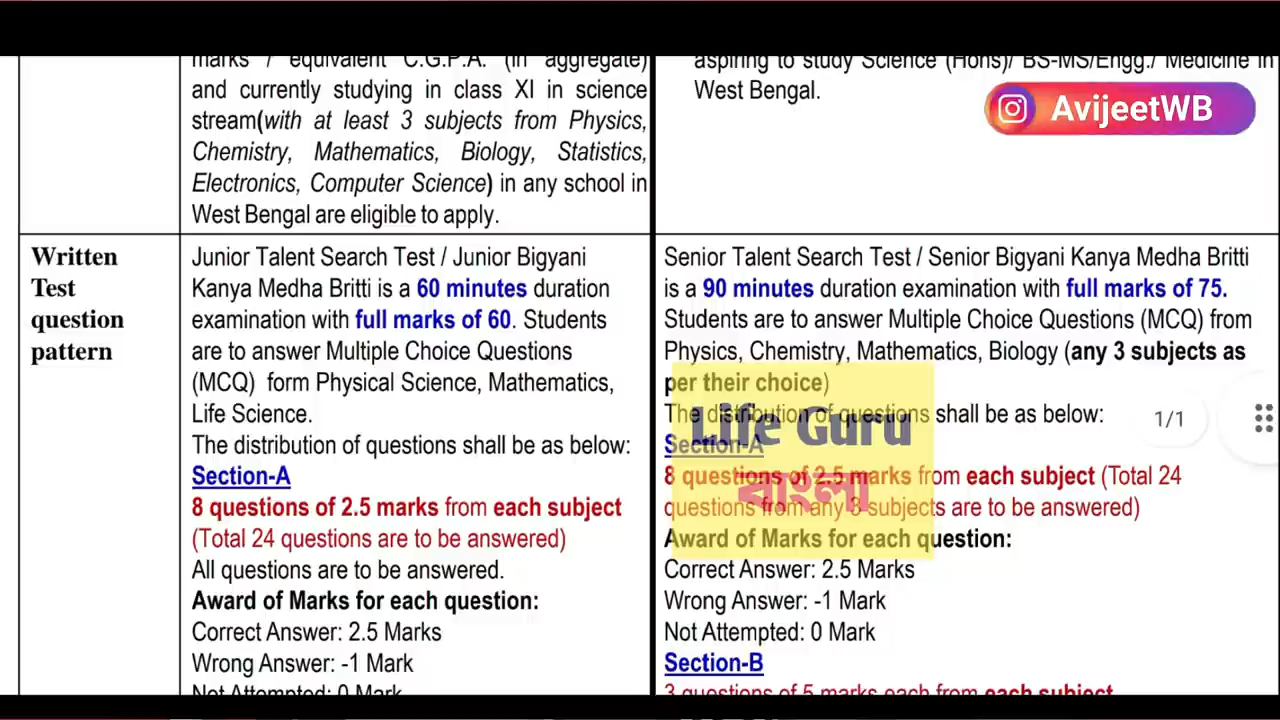 marks / equivalent C.G.P.A. (in aggregate)
and currently studying in class XI in science
stream(with at least 3 subjects from Physics,
Chemistry, Mathematics, Biology, Statistics,
Electronics, Computer Science) in any school in
West Bengal are eligible to apply.
aspiring to study Science (Hons)/ BS-MS/Engg./ Medicine in
West Bengal.
AvijeetWB
Written
Test
question
pattern
Junior Talent Search Test / Junior Bigyani
Kanya Medha Britti is a 60 minutes duration
examination with full marks of 60. Students
are to answer Multiple Choice Questions
(MCQ) form Physical Science, Mathematics,
Life Science.
The distribution of questions shall be as below:
Section-A
8 questions of 2.5 marks from each subject
(Total 24 questions are to be answered)
All questions are to be answered.
Award of Marks for each question:
Correct Answer: 2.5 Marks
Wrong Answer: -1 Mark
Not Attempted: 0 Mark
Senior Talent Search Test / Senior Bigyani Kanya Medha Britti
is a 90 minutes duration examination with full marks of 75.
Students are to answer Multiple Choice Questions (MCQ) from
Physics, Chemistry, Mathematics, Biology (any 3 subjects as
per their choice)
The distribution of questions shall be as below:
Section-A
8 questions of 2.5 marks from each subject (Total 24
questions from any 3 subjects are to be answered)
Award of Marks for each question:
Correct Answer: 2.5 Marks
Wrong Answer: -1 Mark
Not Attempted: 0 Mark
Section-B
3 questions of 5 marks each from each subject
Life Guru
বাংলা
1/1